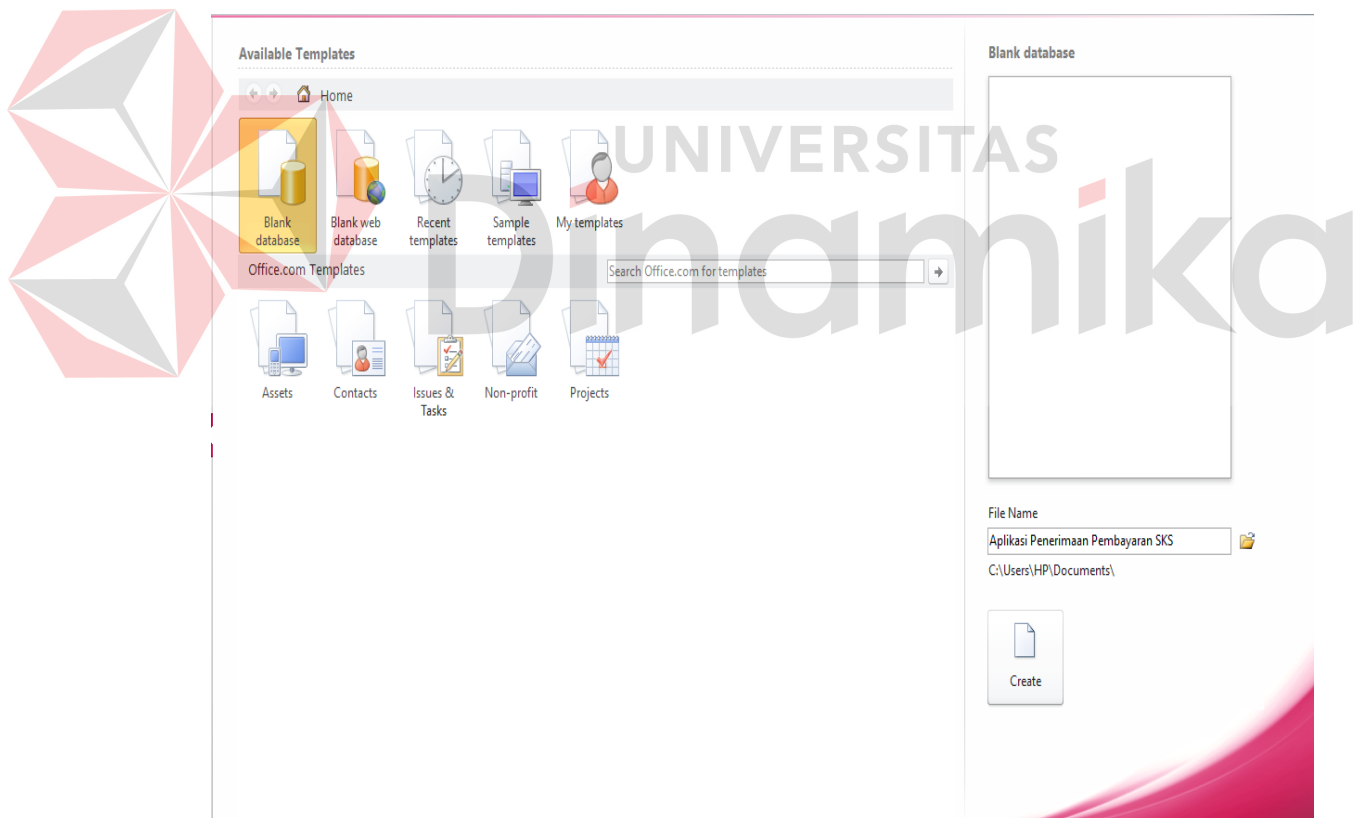 Available Templates
Blank database
Home
UNIVERSITAS
Dinamika
Blank database
Blank web database
Recent templates
Sample templates
My templates
Office.com Templates
Search Office.com for templates
Assets
Contacts
Issues & Tasks
Non-profit
Projects
File Name
Aplikasi Penerimaan Pembayaran SKS
C:\Users\HP\Documents\
Create